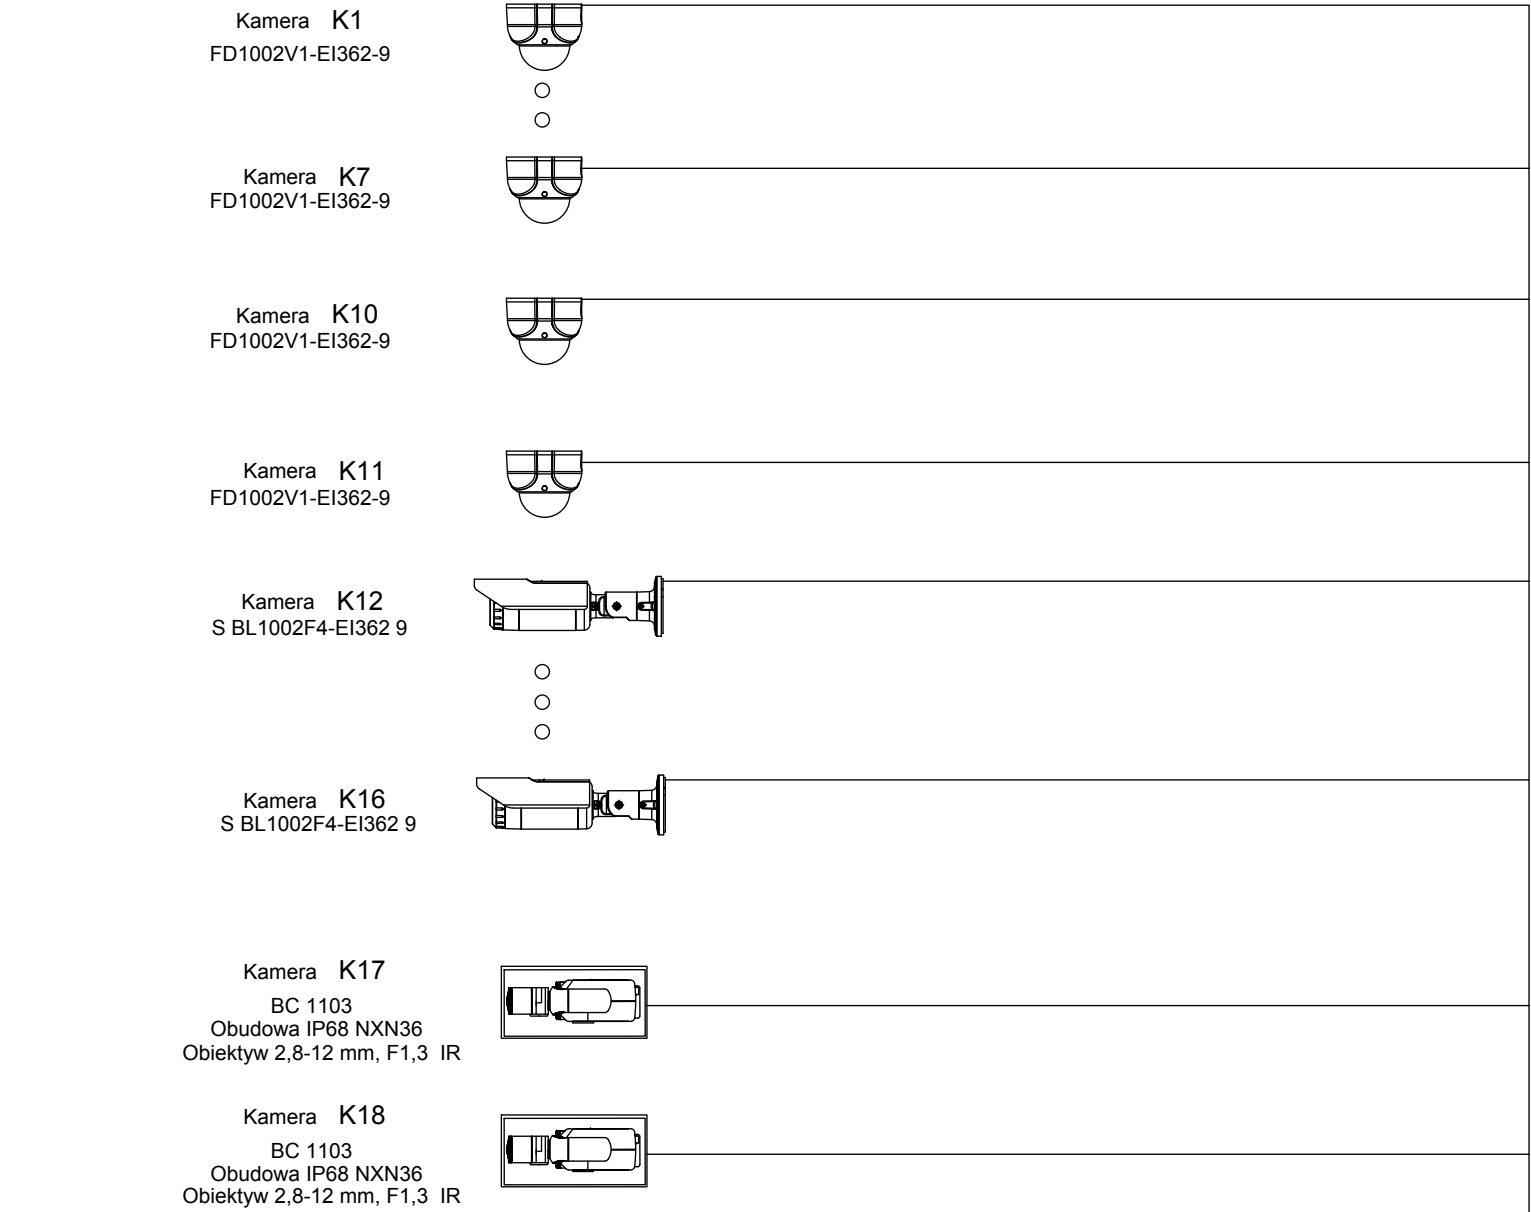 Kamera K1
FD1002V1-EI362-9
Kamera K7
FD1002V1-EI362-9
Kamera K10
FD1002V1-EI362-9
Kamera K11
FD1002V1-EI362-9
Kamera K12
S BL1002F4-EI362 9
Kamera K16
S BL1002F4-EI362 9
Kamera K17
BC 1103
Obudowa IP68 NXN36
Obiektyw 2,8-12 mm, F1,3 IR
Kamera K18
BC 1103
Obudowa IP68 NXN36
Obiektyw 2,8-12 mm, F1,3 IR